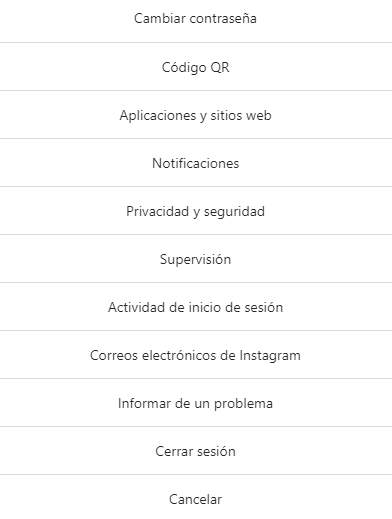 Cambiar contraseña
Código QR
Aplicaciones y sitios web
Notificaciones
Privacidad y seguridad
Supervisión
Actividad de inicio de sesión
Correos electrónicos de Instagram
Informar de un problema
Cerrar sesión
Cancelar